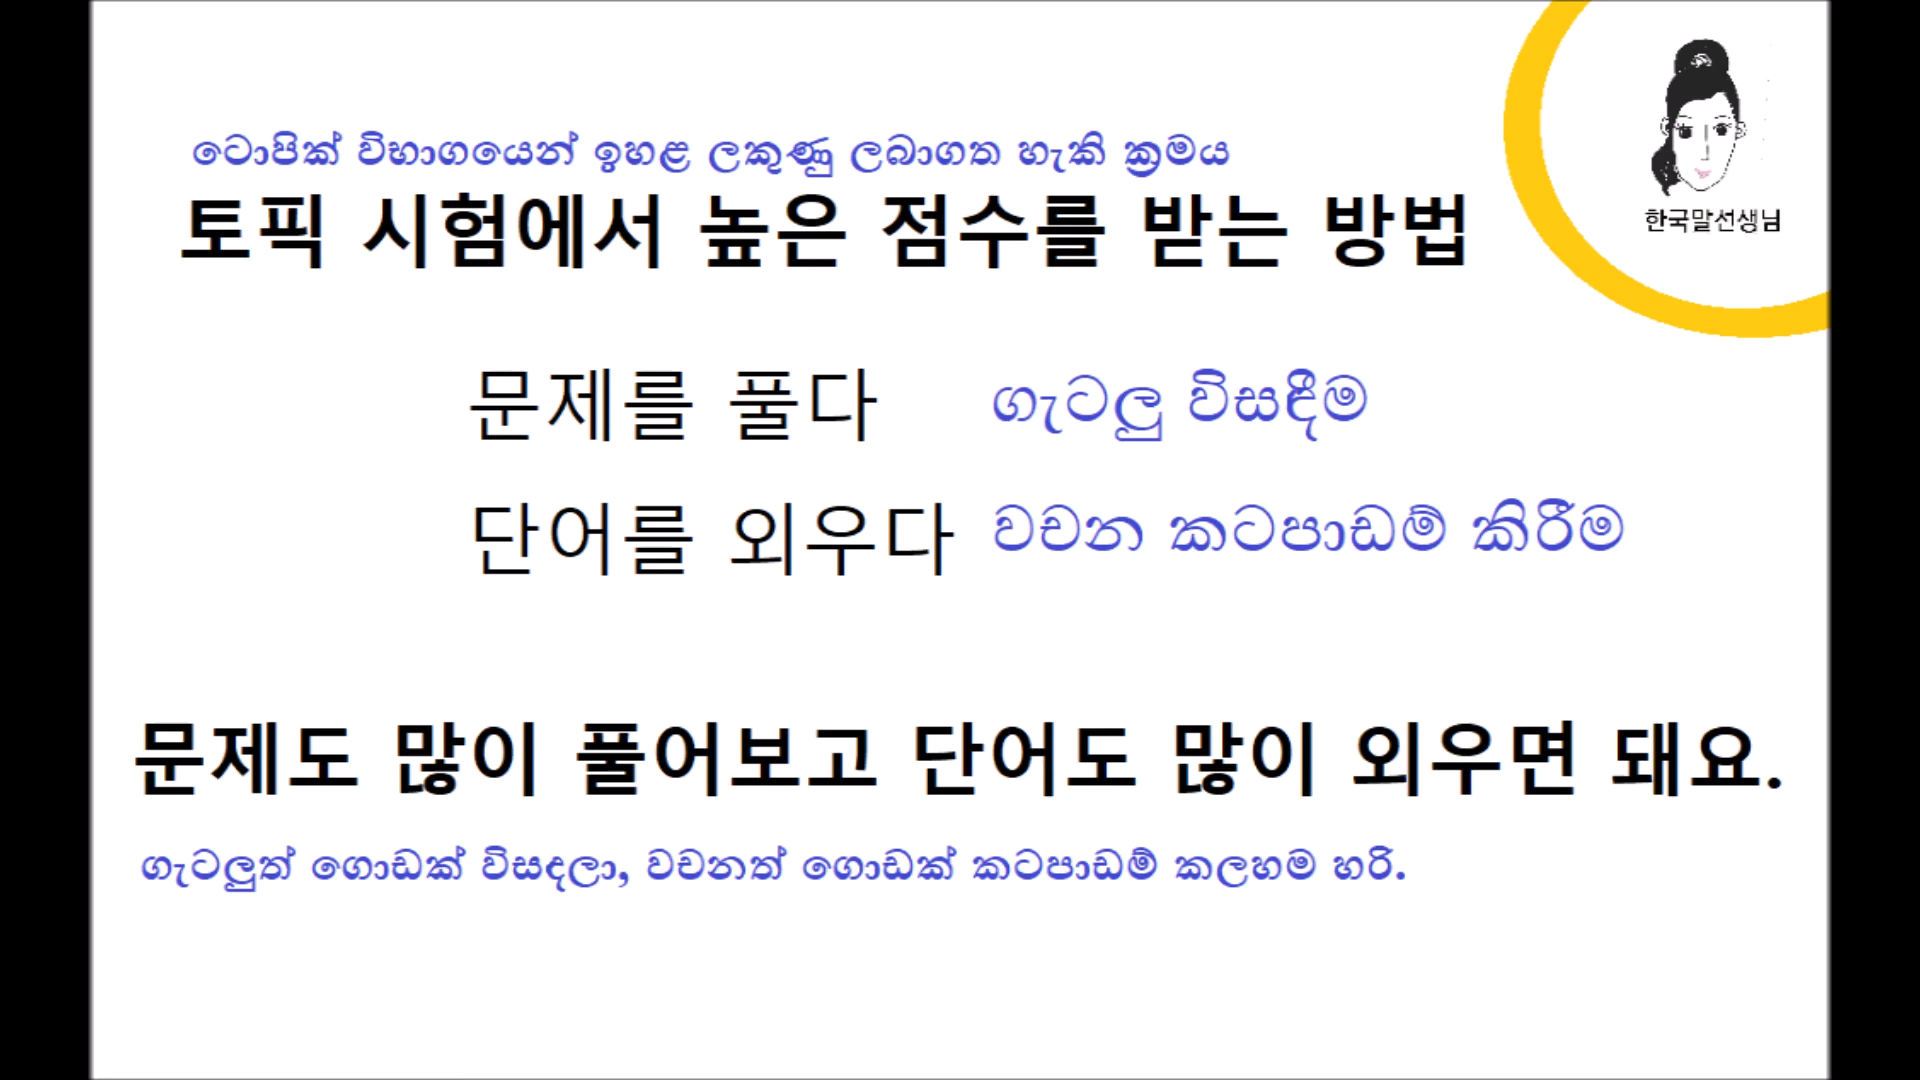 ටොපික් විභාගයෙන් ඉහළ ලකුණු ලබාගත හැකි ක්‍රමය
토픽 시험에서 높은 점수를 받는 방법
한국말선생님
문제를 풀다 ගැටලු විසඳීම
단어를 외우다 වචන කටපාඩම් කිරීම
문제도 많이 풀어보고 단어도 많이 외우면 돼요.
ගැටලුත් ගොඩක් විසදලා, වචනත් ගොඩක් කටපාඩම් කලහම හරි.